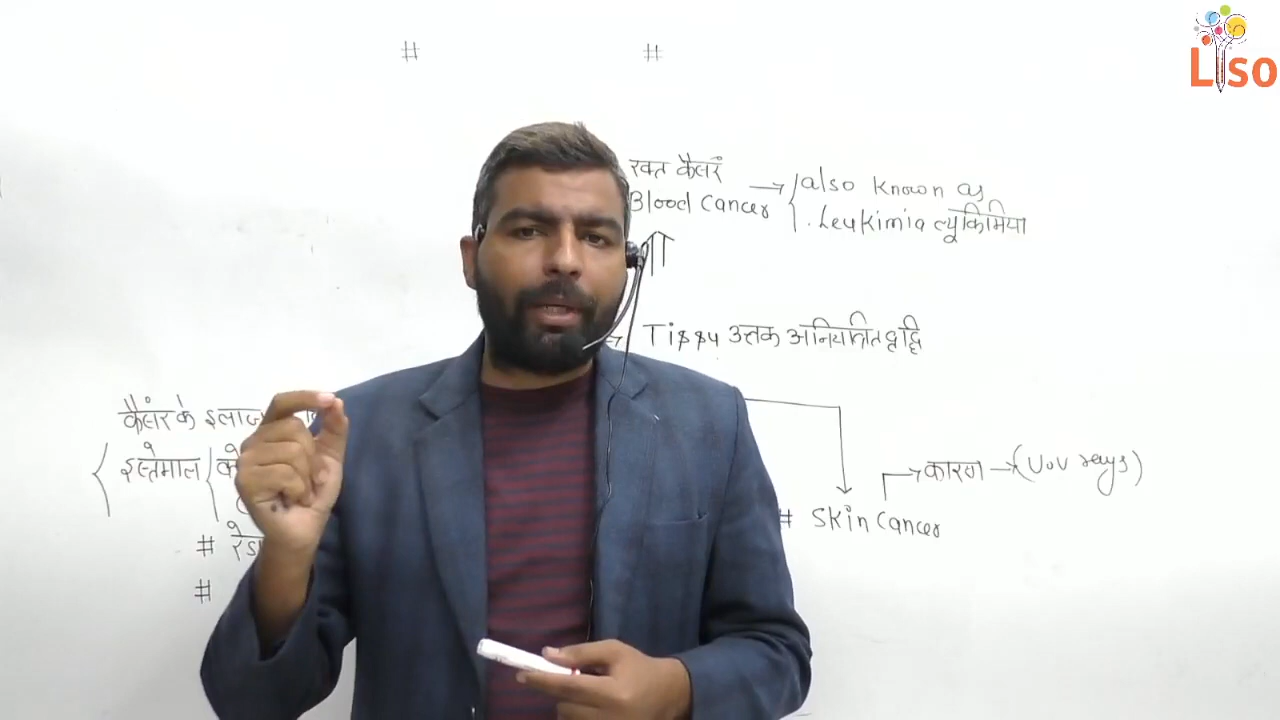 #
#
Liso
रक्त कैंसर
Blood Cancer → also known as
Leukimia ल्यूकिमिया
Tissu उत्तक अनियंत्रित वृद्धि
कैंसर के इलाज
इस्तेमाल
कारण → (U.V rays)
# Skin Cancer
#
#